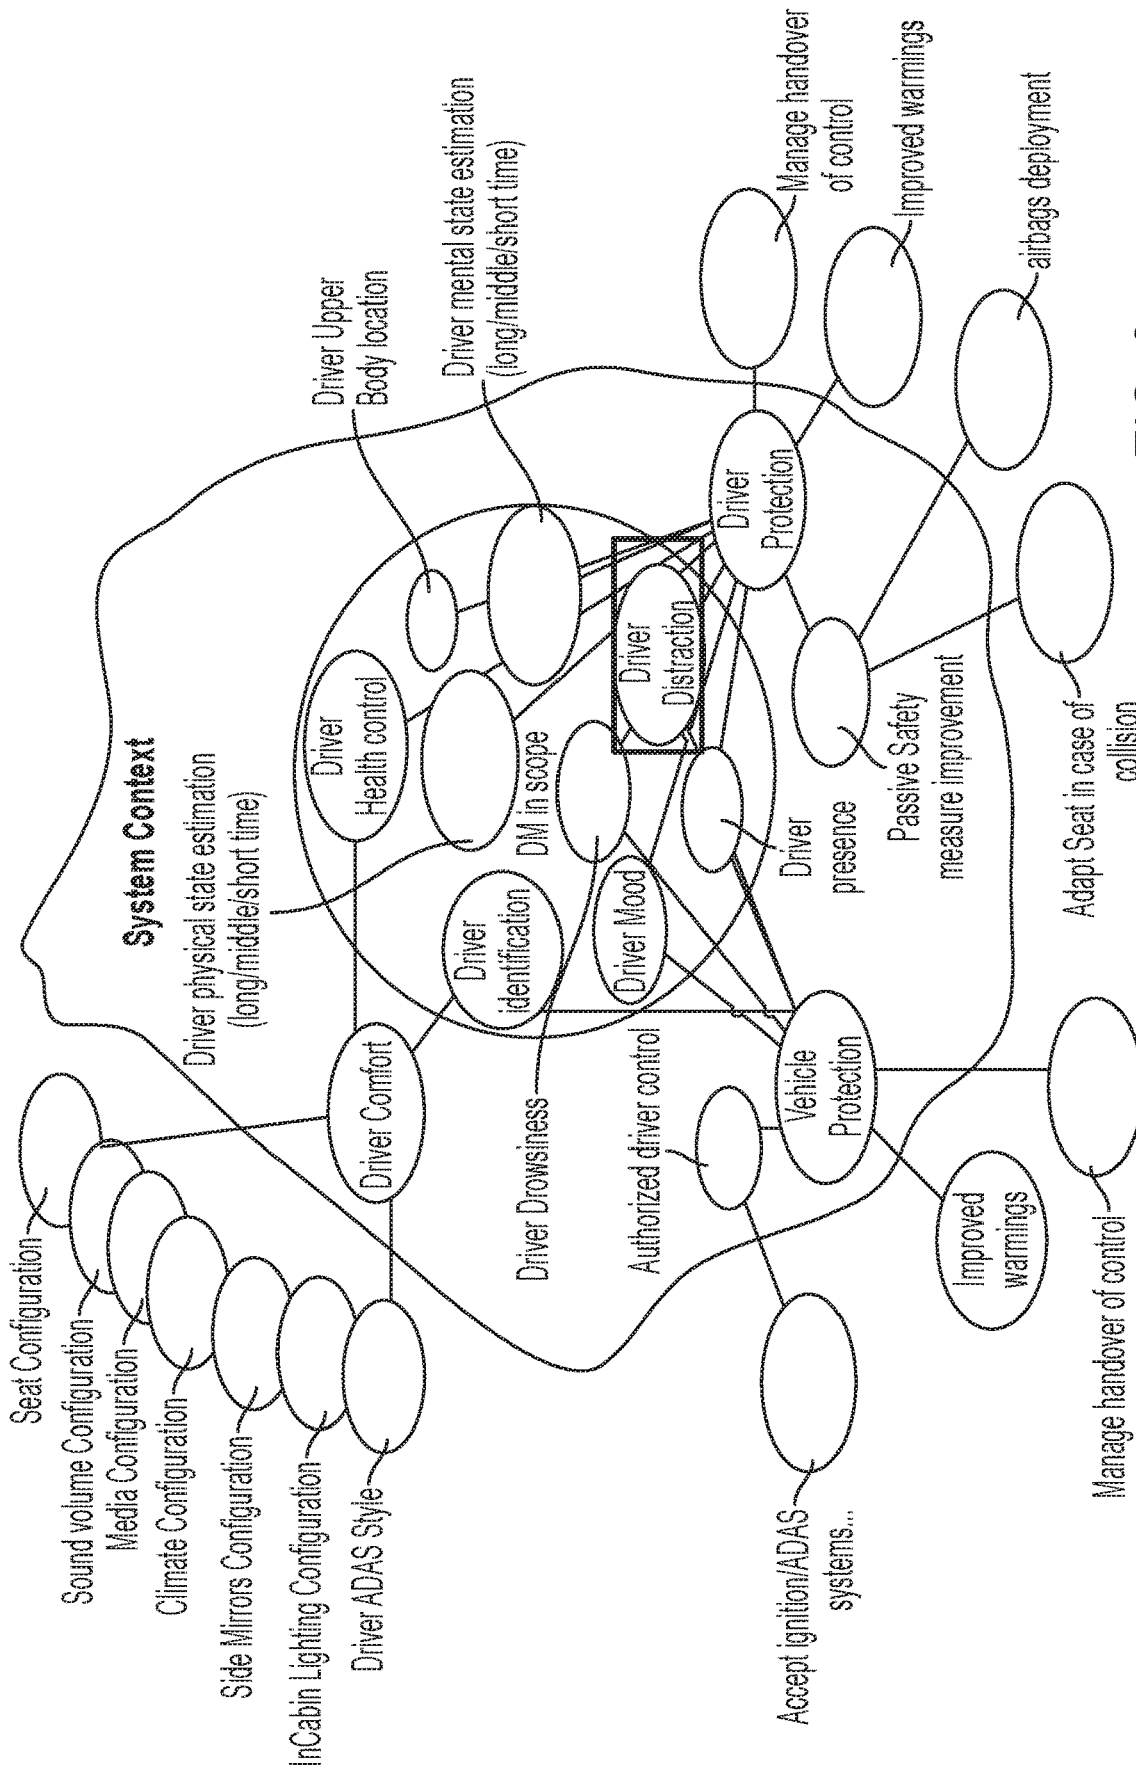 Seat Configuration
Sound volume Configuration
Media Configuration
Climate Configuration
Side Mirrors Configuration
InCabin Lighting Configuration
Driver ADAS Style
System Context
Driver physical state estimation
(long/middle/short time)
Driver Comfort
Driver
Health control
Driver Upper
Body location
Driver mental state estimation
(long/middle/short time)
Driver
identification
DM in scope
Driver Drowsiness
Driver Mood
Driver
Distraction
Authorized driver control
Vehicle
Protection
Driver
presence
Driver
Protection
Manage handover
of control
Improved warnings
airbags deployment
Passive Safety
measure improvement
Adapt Seat in case of
collision
Accept ignition/ADAS
systems...
Improved
warmings
Manage handover of control